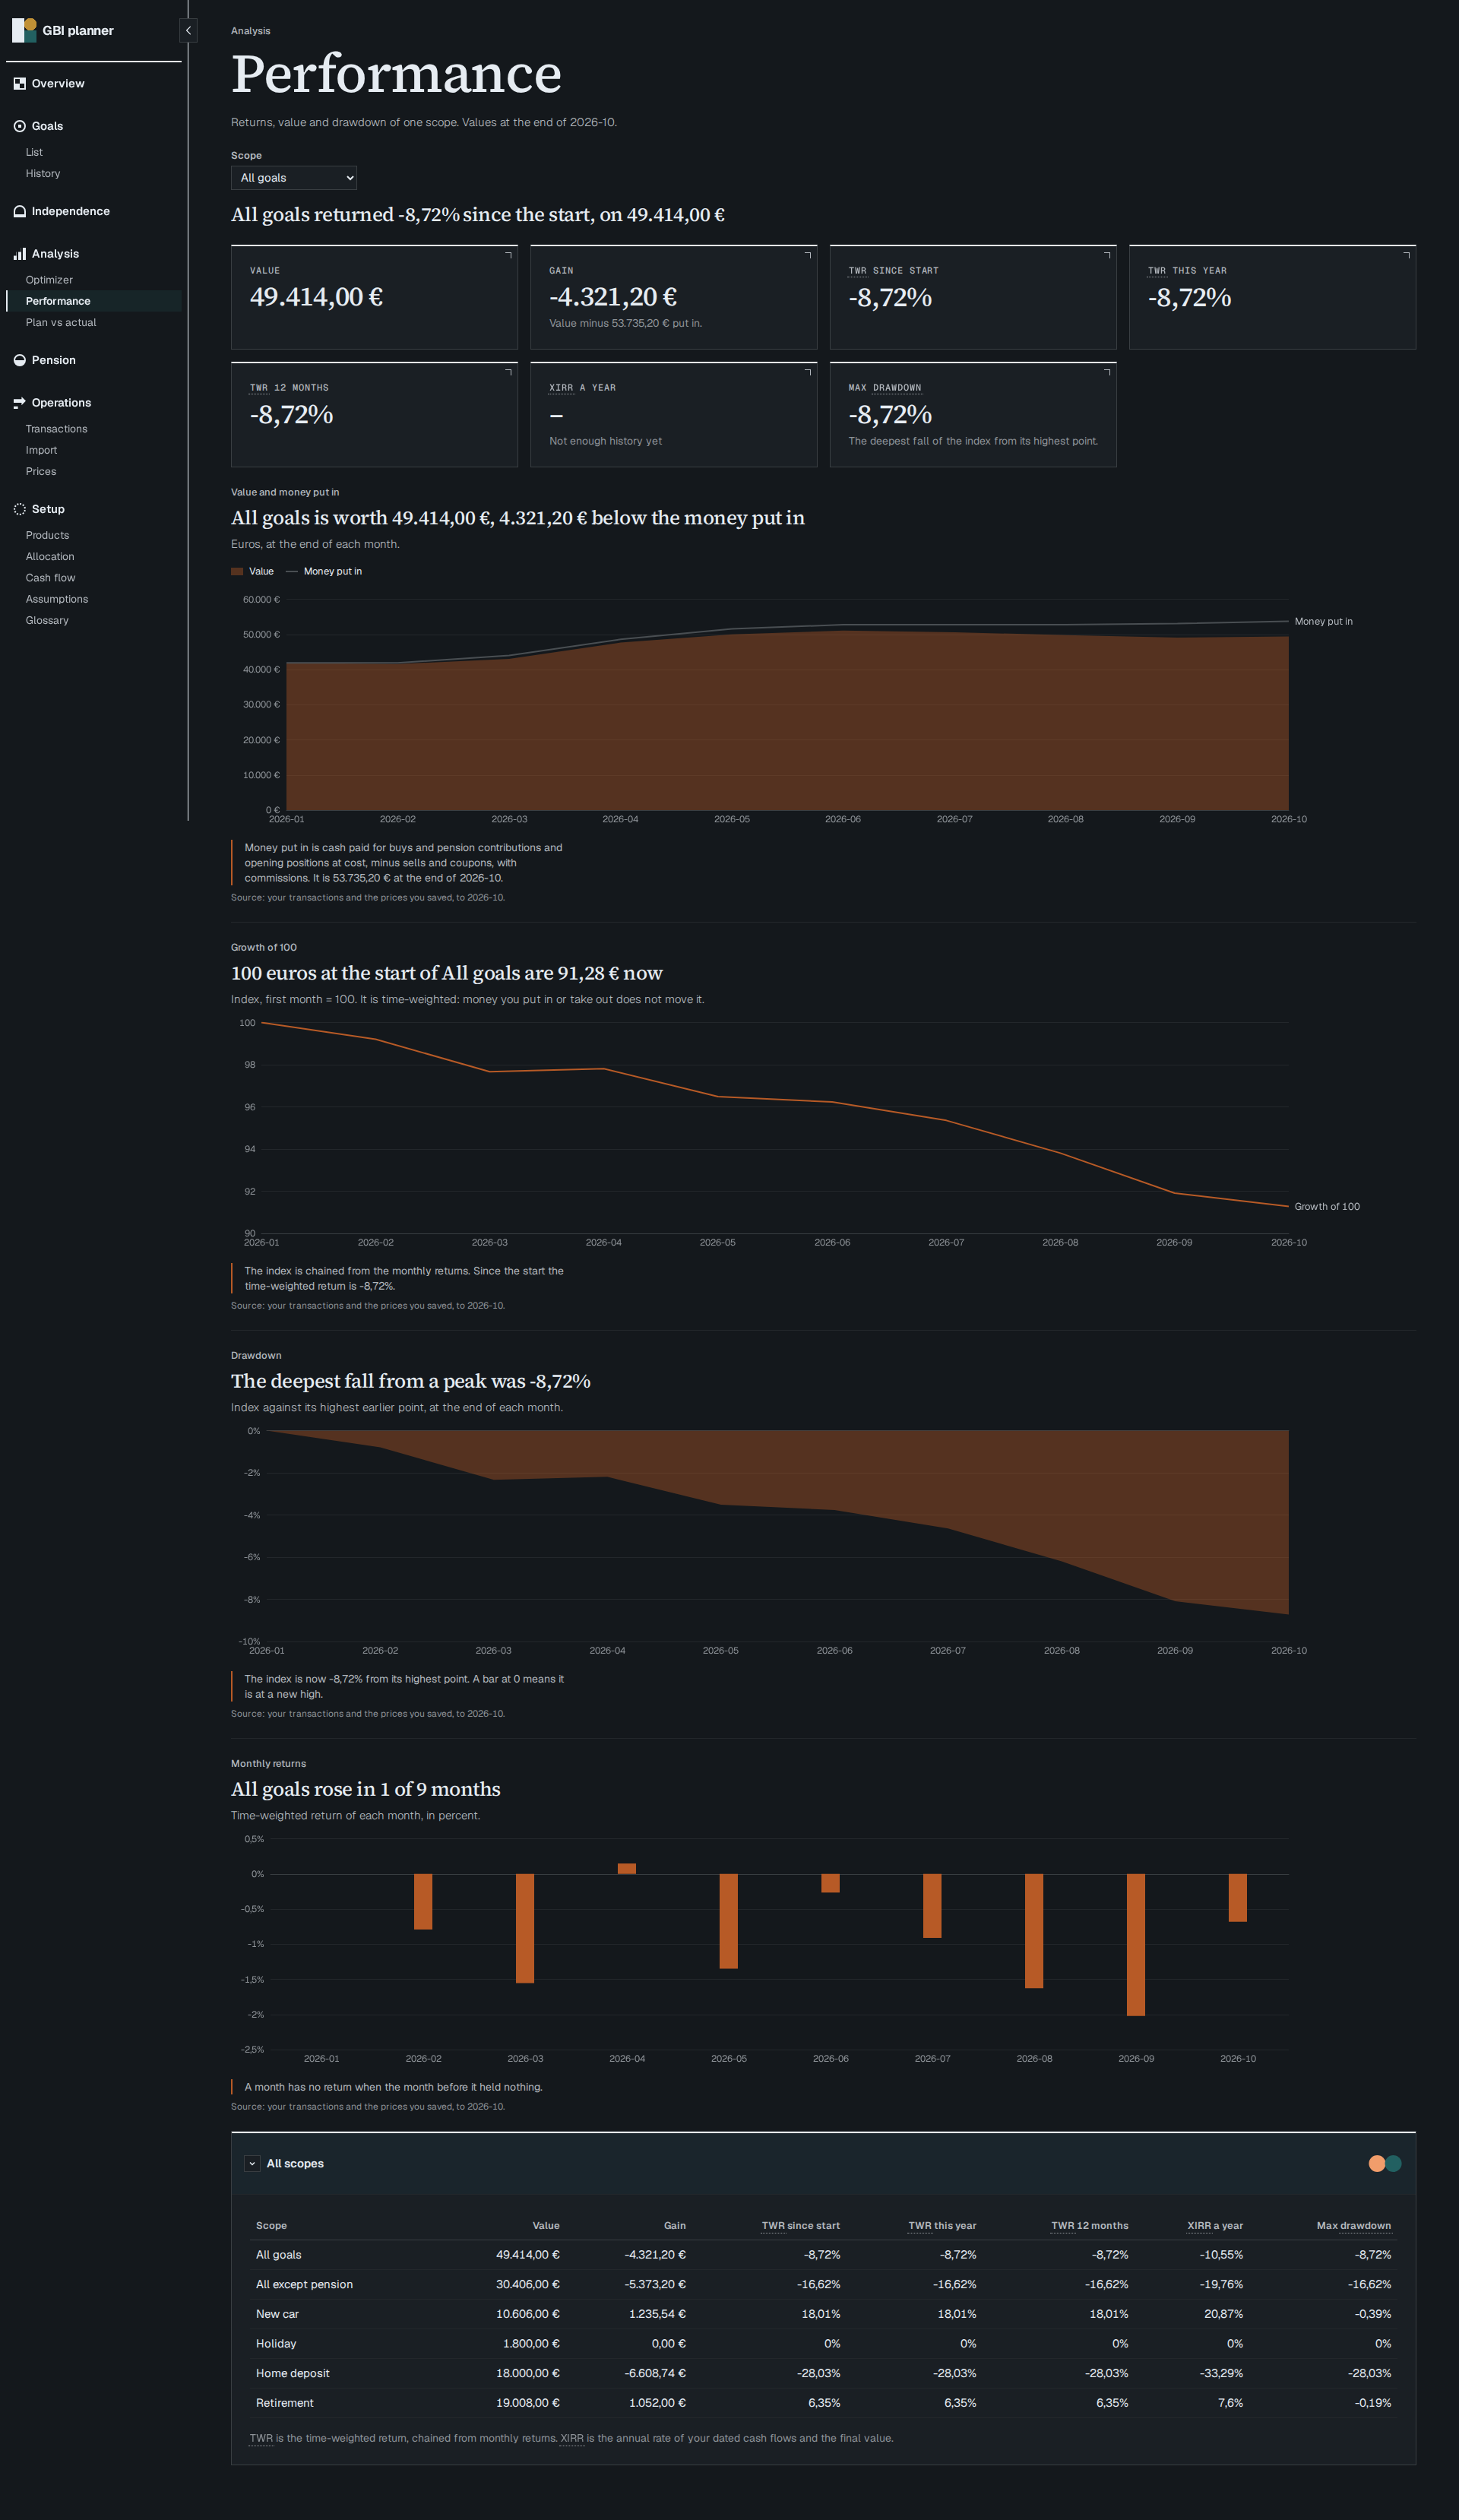 GBI planner
Overview
Goals
List
History
Independence
Analysis
Optimizer
Performance
Plan vs actual
Pension
Operations
Transactions
Import
Prices
Setup
Products
Allocation
Cash flow
Assumptions
Glossary
Analysis
Performance
Returns, value and drawdown of one scope. Values at the end of 2026-10.
Scope
All goals
All goals returned -8,72% since the start, on 49.414,00 €
VALUE
49.414,00 €
GAIN
-4.321,20 €
Value minus 53.735,20 € put in.
TWR SINCE START
-8,72%
TWR THIS YEAR
-8,72%
TWR 12 MONTHS
-8,72%
XIRR A YEAR
–
Not enough history yet
MAX DRAWDOWN
-8,72%
The deepest fall of the index from its highest point.
Value and money put in
All goals is worth 49.414,00 €, 4.321,20 € below the money put in
Euros, at the end of each month.
Value Money put in
60.000 €
50.000 €
40.000 €
30.000 €
20.000 €
10.000 €
0 €
Money put in
2026-01 2026-02 2026-03 2026-04 2026-05 2026-06 2026-07 2026-08 2026-09 2026-10
Money put in is cash paid for buys and pension contributions and
opening positions at cost, minus sells and coupons, with
commissions. It is 53.735,20 € at the end of 2026-10.
Source: your transactions and the prices you saved, to 2026-10.
Growth of 100
100 euros at the start of All goals are 91,28 € now
Index, first month = 100. It is time-weighted: money you put in or take out does not move it.
100
98
96
94
92
90
Growth of 100
2026-01 2026-02 2026-03 2026-04 2026-05 2026-06 2026-07 2026-08 2026-09 2026-10
The index is chained from the monthly returns. Since the start the
time-weighted return is -8,72%.
Source: your transactions and the prices you saved, to 2026-10.
Drawdown
The deepest fall from a peak was -8,72%
Index against its highest earlier point, at the end of each month.
0%
-2%
-4%
-6%
-8%
-10%
2026-01 2026-02 2026-03 2026-04 2026-05 2026-06 2026-07 2026-08 2026-09 2026-10
The index is now -8,72% from its highest point. A bar at 0 means it
is at a new high.
Source: your transactions and the prices you saved, to 2026-10.
Monthly returns
All goals rose in 1 of 9 months
Time-weighted return of each month, in percent.
0,5%
0%
-0,5%
-1%
-1,5%
-2%
-2,5%
2026-01 2026-02 2026-03 2026-04 2026-05 2026-06 2026-07 2026-08 2026-09 2026-10
A month has no return when the month before it held nothing.
Source: your transactions and the prices you saved, to 2026-10.
All scopes
Scope Value Gain TWR since start TWR this year TWR 12 months XIRR a year Max drawdown
All goals 49.414,00 € -4.321,20 € -8,72% -8,72% -8,72% -10,55% -8,72%
All except pension 30.406,00 € -5.373,20 € -16,62% -16,62% -16,62% -19,76% -16,62%
New car 10.606,00 € 1.235,54 € 18,01% 18,01% 18,01% 20,87% -0,39%
Holiday 1.800,00 € 0,00 € 0% 0% 0% 0% 0%
Home deposit 18.000,00 € -6.608,74 € -28,03% -28,03% -28,03% -33,29% -28,03%
Retirement 19.008,00 € 1.052,00 € 6,35% 6,35% 6,35% 7,6% -0,19%
TWR is the time-weighted return, chained from monthly returns. XIRR is the annual rate of your dated cash flows and the final value.